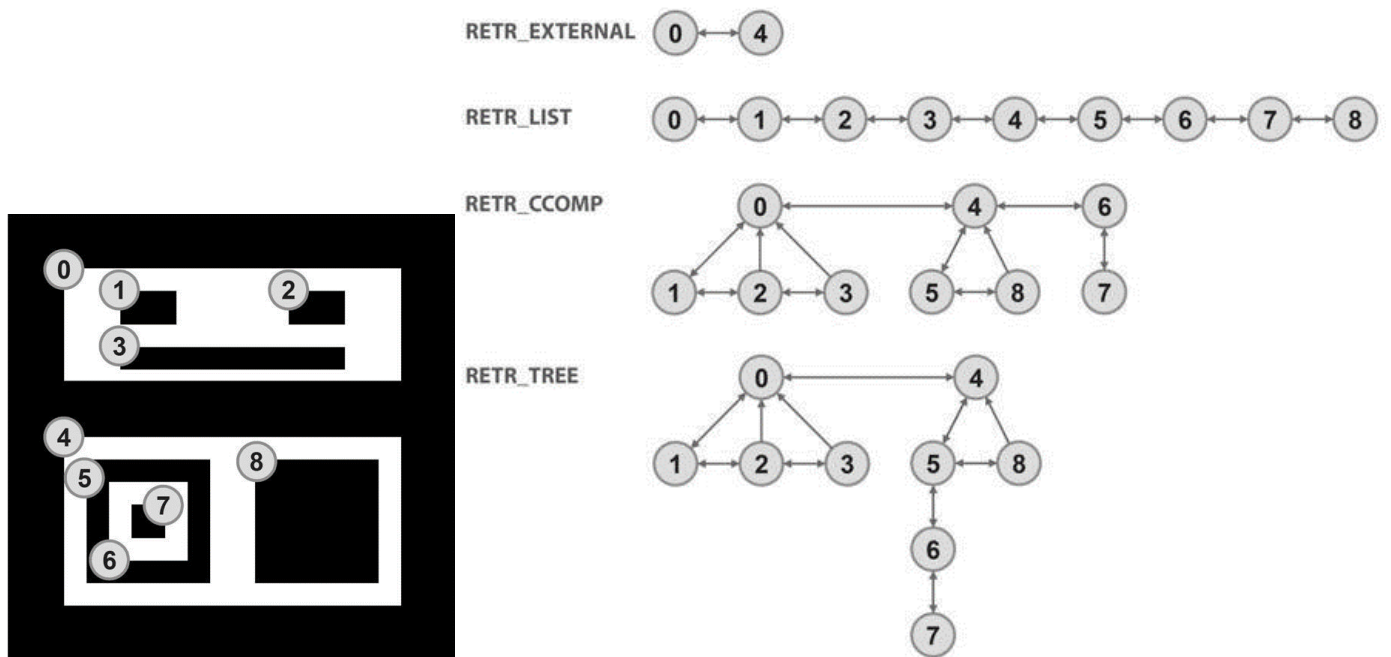 RETR_EXTERNAL 0 4
RETR_LIST 0 1 2 3 4 5 6 7 8
RETR_CCOMP 0 4 6
1 2 3 5 8 7
RETR_TREE 0 4
1 2 3 5 8
6
7
0
1 2
3
4
5 8
7
6